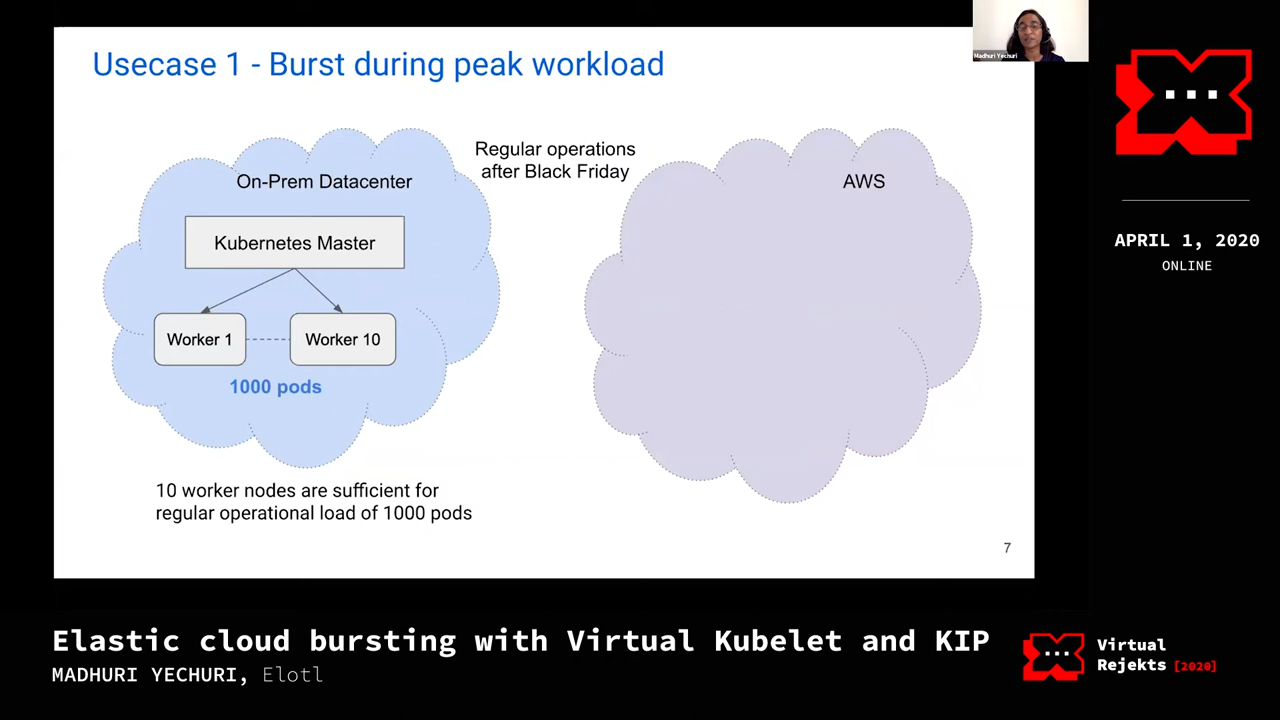 Usecase 1 - Burst during peak workload
Madhuri Yechuri
Regular operations
after Black Friday
On-Prem Datacenter
Kubernetes Master
Worker 1
Worker 10
1000 pods
10 worker nodes are sufficient for
regular operational load of 1000 pods
AWS
7
APRIL 1, 2020
ONLINE
Elastic cloud bursting with Virtual Kubelet and KIP
MADHURI YECHURI, Elotl
Virtual
Rejekts [2020]